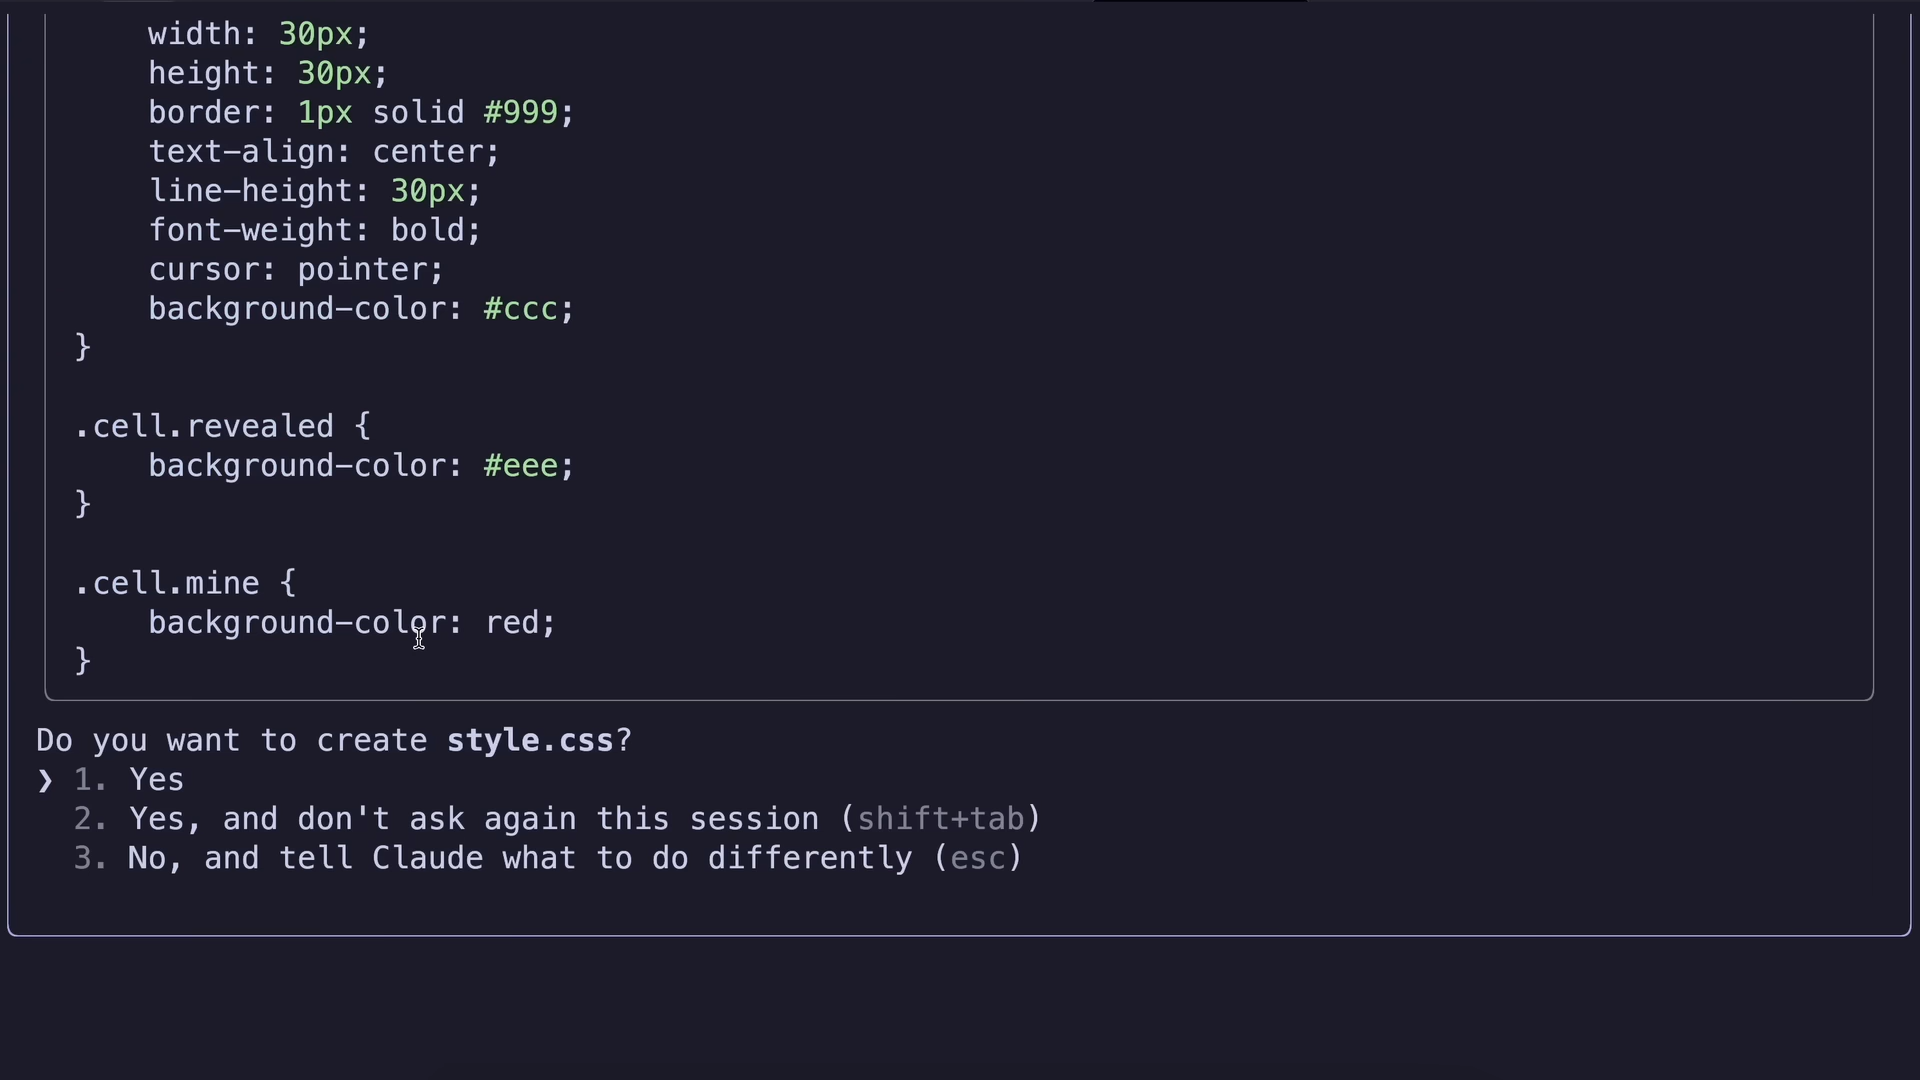 width: 30px;
height: 30px;
border: 1px solid #999;
text-align: center;
line-height: 30px;
font-weight: bold;
cursor: pointer;
background-color: #ccc;
}
.cell.revealed {
background-color: #eee;
}
.cell.mine {
background-color: red;
}
Do you want to create style.css?
❯ 1. Yes
2. Yes, and don't ask again this session (shift+tab)
3. No, and tell Claude what to do differently (esc)